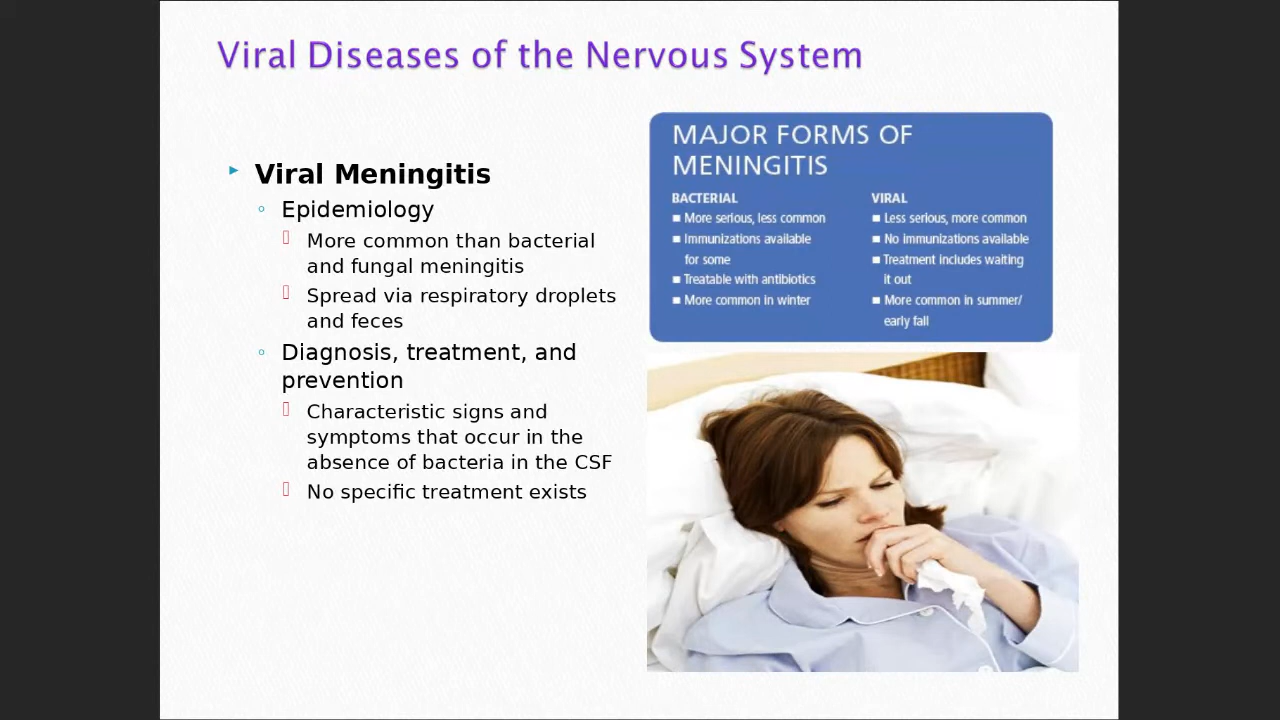 Viral Diseases of the Nervous System
Viral Meningitis
Epidemiology
More common than bacterial
and fungal meningitis
Spread via respiratory droplets
and feces
Diagnosis, treatment, and
prevention
Characteristic signs and
symptoms that occur in the
absence of bacteria in the CSF
No specific treatment exists
MAJOR FORMS OF
MENINGITIS
BACTERIAL
More serious, less common
Immunizations available
for some
Treatable with antibiotics
More common in winter
VIRAL
Less serious, more common
No immunizations available
Treatment includes waiting
it out
More common in summer/
early fall